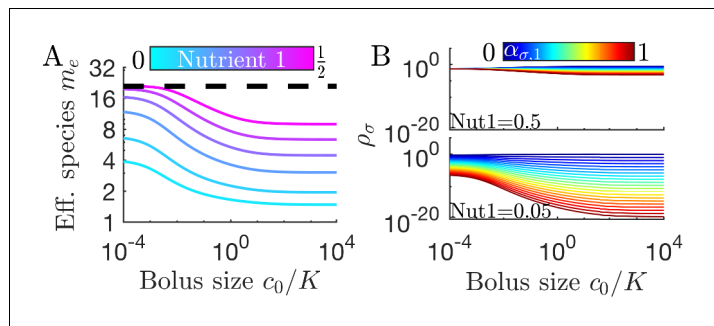 A
0 Nutrient 1 1/2
Eff. species m_e
32
16
8
4
2
1
10^-4 10^0 10^4
Bolus size c_0/K
B
0 α_σ,1 1
ρ_σ
10^0
10^-20
Nut1=0.5
10^0
10^-20
Nut1=0.05
10^-4 10^0 10^4
Bolus size c_0/K